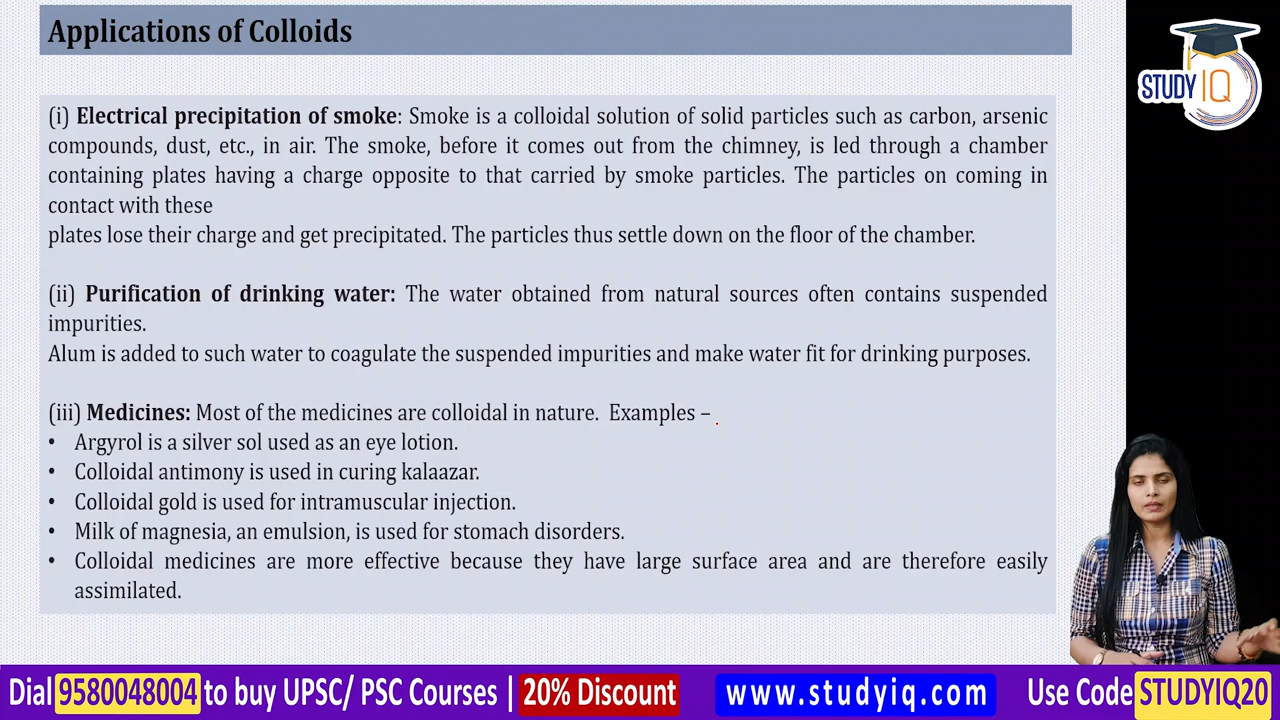 Applications of Colloids
STUDY IQ
(i) Electrical precipitation of smoke: Smoke is a colloidal solution of solid particles such as carbon, arsenic
compounds, dust, etc., in air. The smoke, before it comes out from the chimney, is led through a chamber
containing plates having a charge opposite to that carried by smoke particles. The particles on coming in
contact with these
plates lose their charge and get precipitated. The particles thus settle down on the floor of the chamber.
(ii) Purification of drinking water: The water obtained from natural sources often contains suspended
impurities.
Alum is added to such water to coagulate the suspended impurities and make water fit for drinking purposes.
(iii) Medicines: Most of the medicines are colloidal in nature. Examples –
• Argyrol is a silver sol used as an eye lotion.
• Colloidal antimony is used in curing kalaazar.
• Colloidal gold is used for intramuscular injection.
• Milk of magnesia, an emulsion, is used for stomach disorders.
• Colloidal medicines are more effective because they have large surface area and are therefore easily
assimilated.
Dial 9580048004 to buy UPSC/ PSC Courses | 20% Discount www.studyiq.com Use Code STUDYIQ20